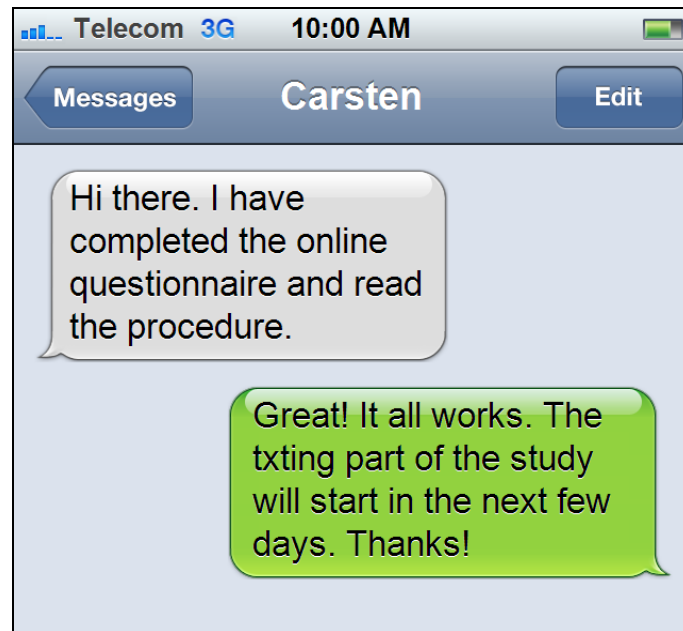 Telecom 3G 10:00 AM
Messages Carsten Edit
Hi there. I have
completed the online
questionnaire and read
the procedure.
Great! It all works. The
txting part of the study
will start in the next few
days. Thanks!